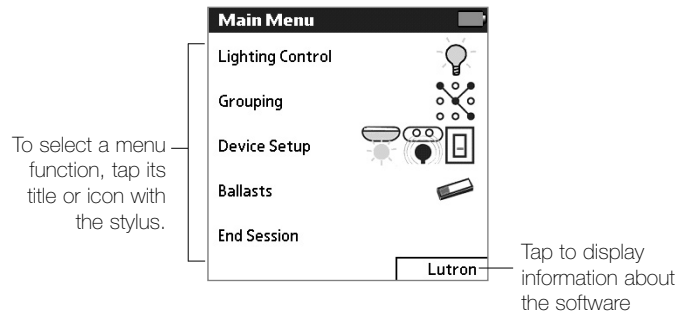 Main Menu
Lighting Control
Grouping
Device Setup
Ballasts
End Session
Lutron
To select a menu
function, tap its
title or icon with
the stylus.
Tap to display
information about
the software